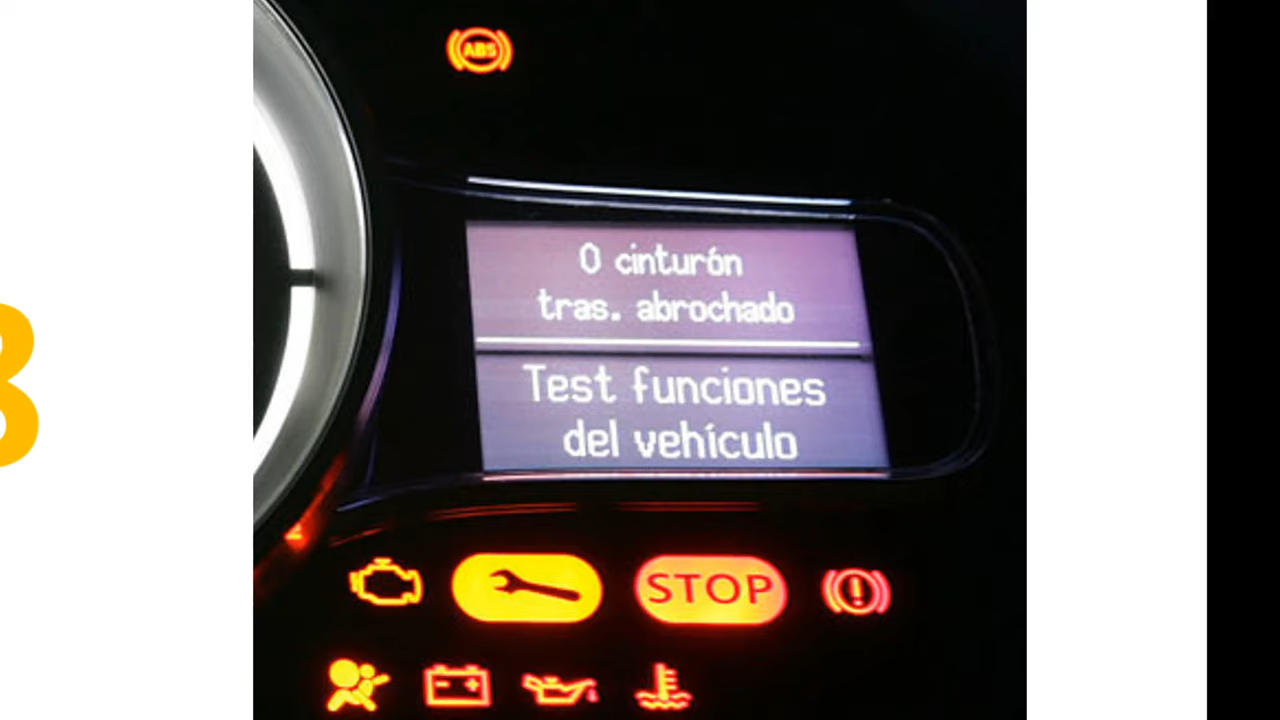 ABS
0 cinturón
tras. abrochado
Test funciones
del vehículo
STOP